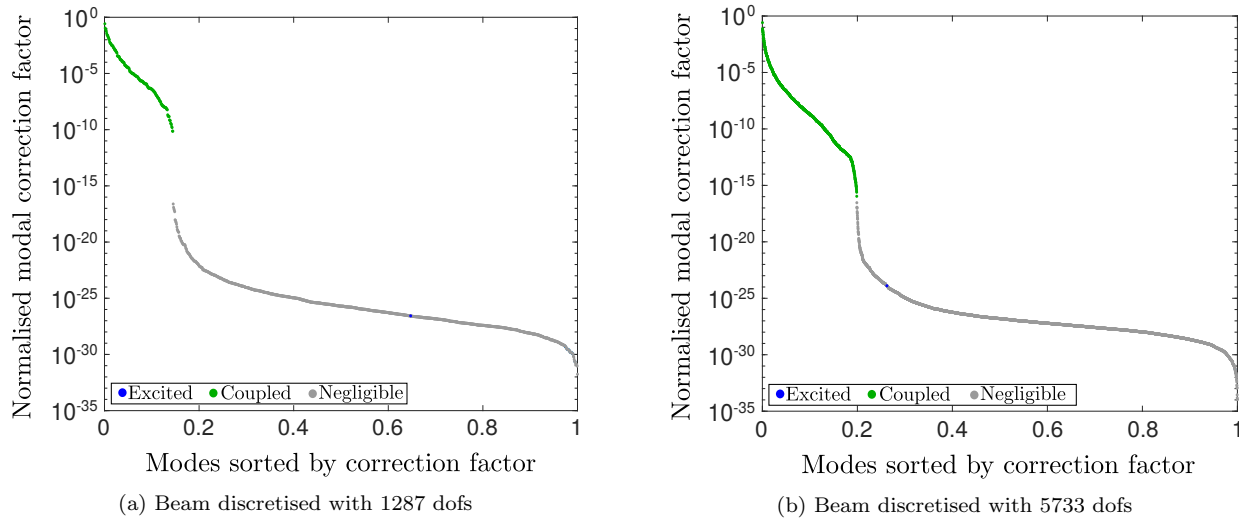 Normalised modal correction factor
10^0
10^-5
10^-10
10^-15
10^-20
10^-25
10^-30
10^-35
Excited Coupled Negligible
0 0.2 0.4 0.6 0.8 1
Modes sorted by correction factor
(a) Beam discretised with 1287 dofs
Normalised modal correction factor
10^0
10^-5
10^-10
10^-15
10^-20
10^-25
10^-30
10^-35
Excited Coupled Negligible
0 0.2 0.4 0.6 0.8 1
Modes sorted by correction factor
(b) Beam discretised with 5733 dofs